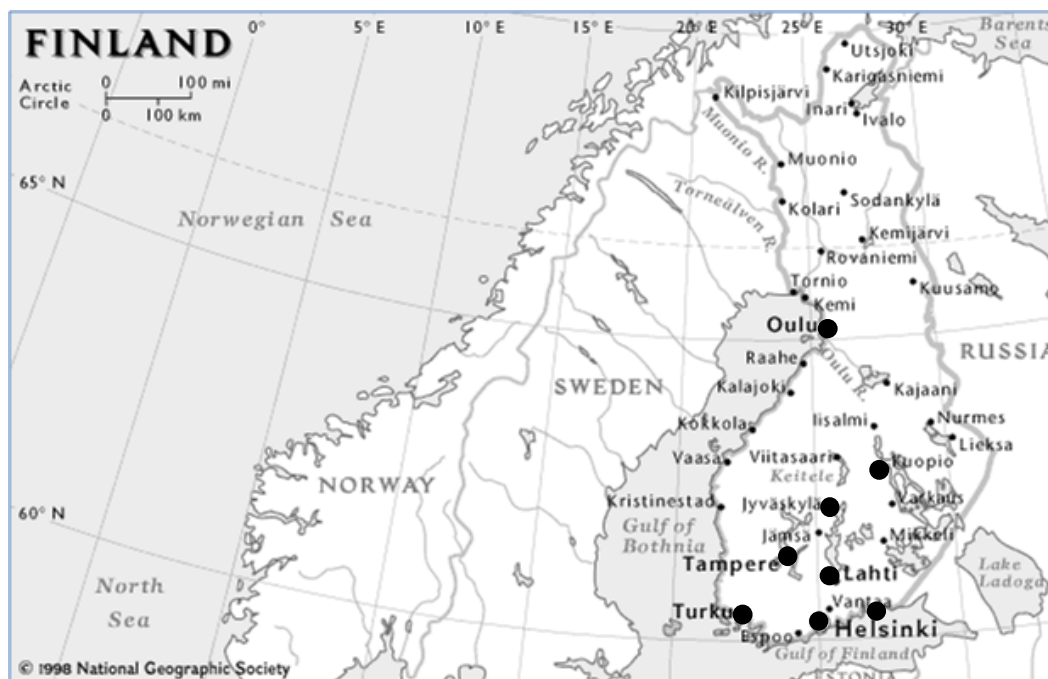 FINLAND
0° 5° E 10° E 15° E 20° E 25° E 30° E
Barents
Sea
Arctic
Circle
0 100 mi
0 100 km
Utsjoki
Karigasniemi
Kilpisjärvi
Inari
Ivalo
Muonio R.
Muonio
65° N
Torneälven R.
Sodankylä
Kolari
Norwegian Sea
Kemijärvi
Rovaniemi
Tornio
Kuusamo
Kemi
Oulu
RUSSIA
Raahe
Oulu R.
SWEDEN
Kalajoki
Kajaani
Kokkola
Iisalmi
Nurmes
Lieksa
Vaasa
Viitasaari
Kuopio
Keitele
NORWAY
Kristinestad
Jyväskylä
Varkaus
60° N
Gulf of
Bothnia
Jämsä
Mikkeli
Tampere
Lahti
Lake
Ladoga
North
Sea
Vantaa
Turku
Helsinki
Espoo
Gulf of Finland
© 1998 National Geographic Society
ESTONIA